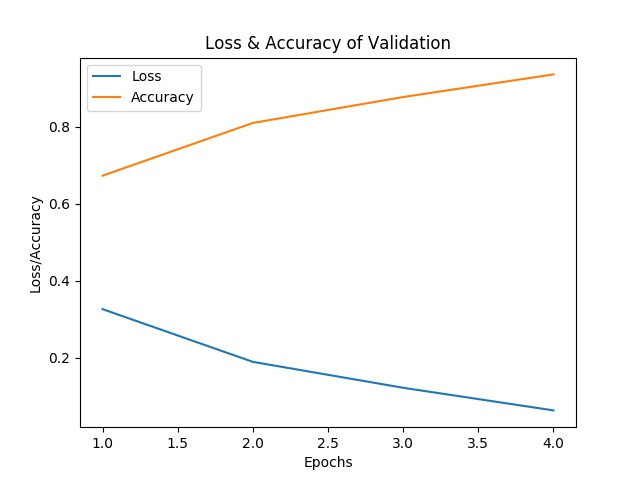 Loss & Accuracy of Validation
Loss
Accuracy
0.8
0.6
0.4
0.2
Loss/Accuracy
1.0 1.5 2.0 2.5 3.0 3.5 4.0
Epochs